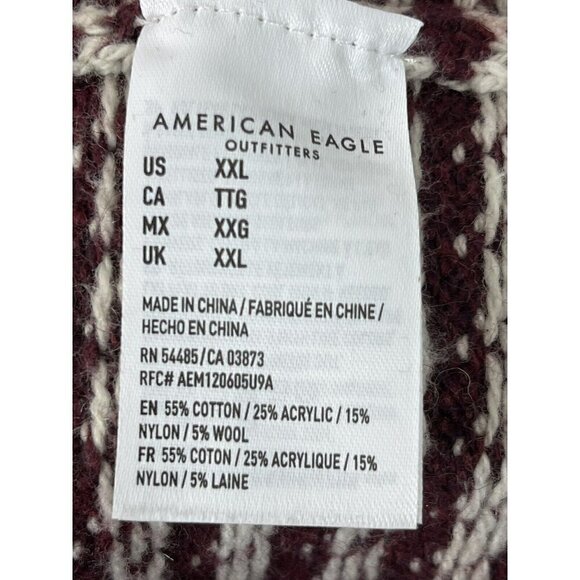 AMERICAN EAGLE
OUTFITTERS
US XXL
CA TTG
MX XXG
UK XXL
MADE IN CHINA / FABRIQUÉ EN CHINE /
HECHO EN CHINA
RN 54485 / CA 03873
RFC# AEM120605U9A
EN 55% COTTON / 25% ACRYLIC / 15%
NYLON / 5% WOOL
FR 55% COTON / 25% ACRYLIQUE / 15%
NYLON / 5% LAINE